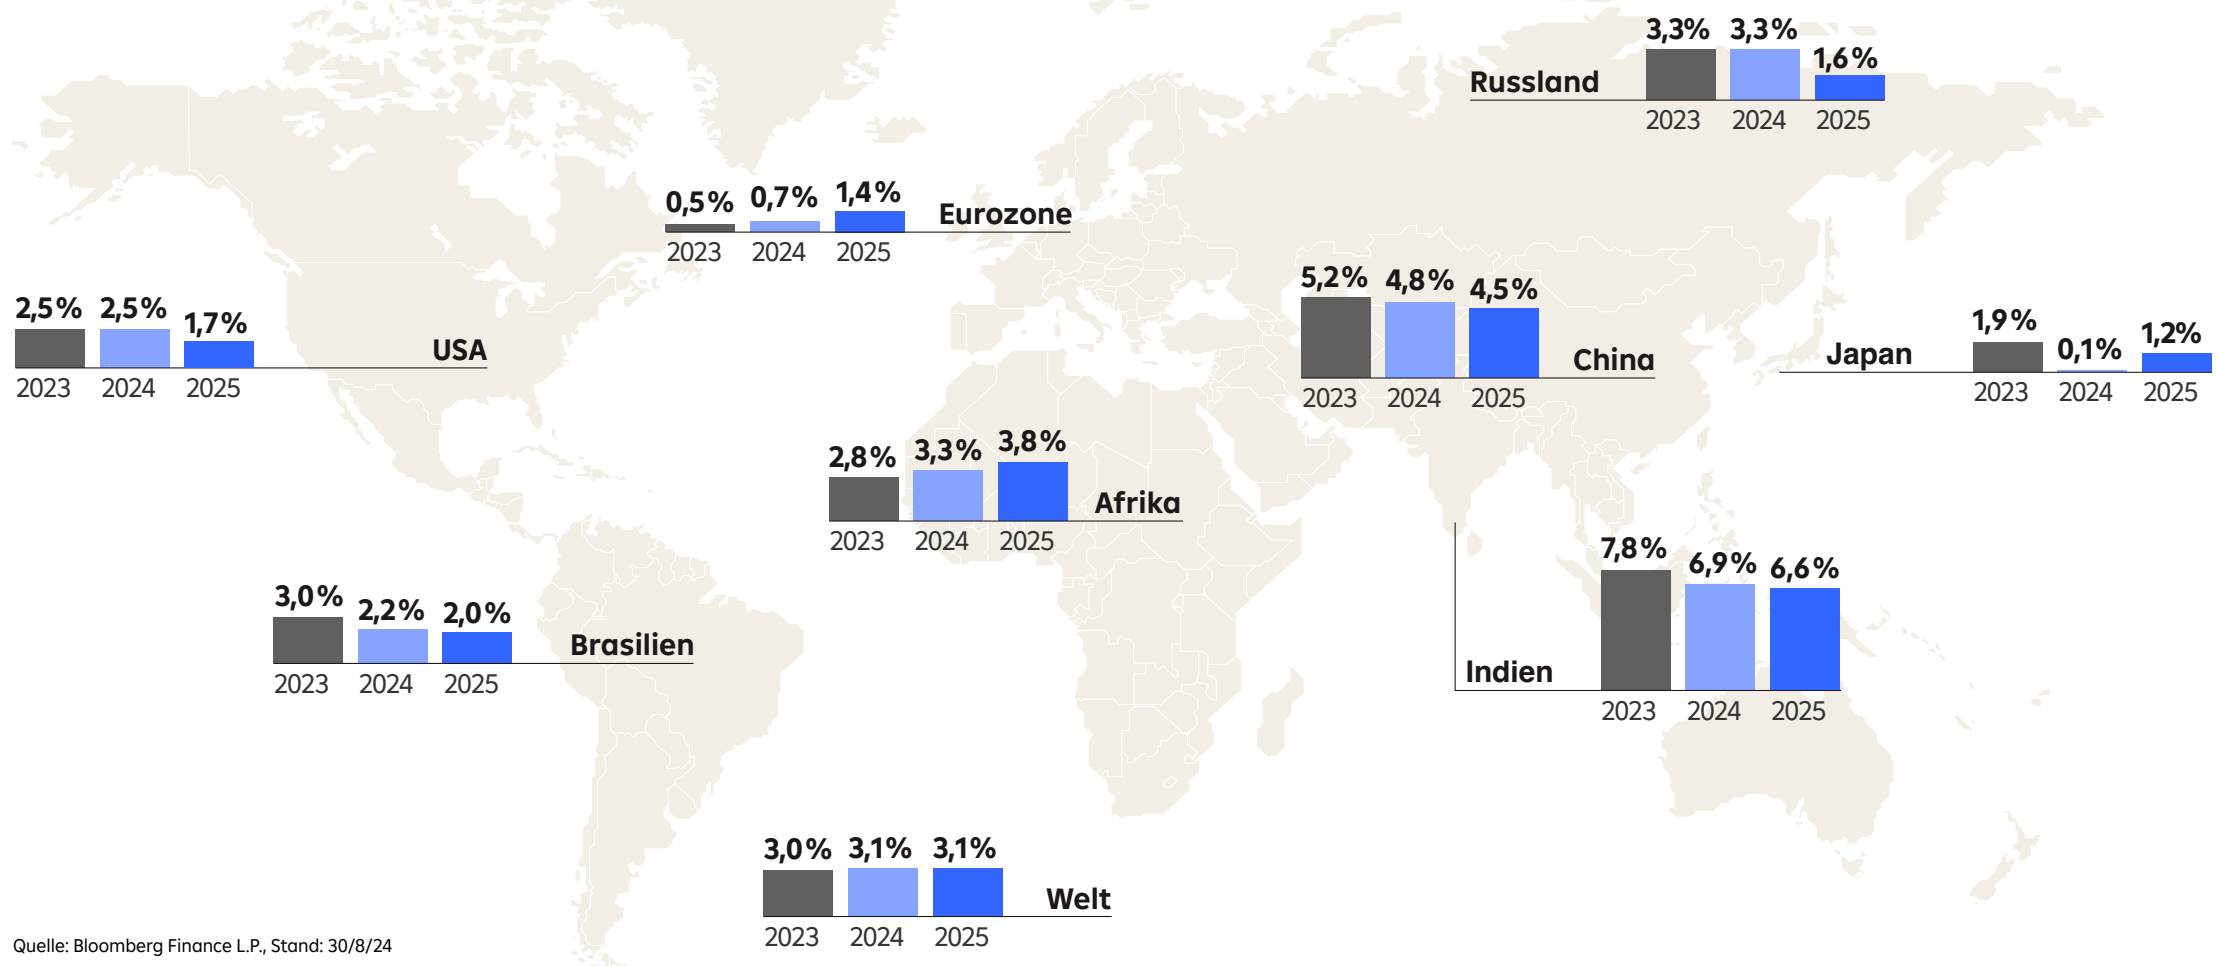 3,3% 3,3% 1,6%
Russland
2023 2024 2025
0,5% 0,7% 1,4%
Eurozone
2023 2024 2025
2,5% 2,5% 1,7%
USA
2023 2024 2025
5,2% 4,8% 4,5%
China
2023 2024 2025
1,9% 0,1% 1,2%
Japan
2023 2024 2025
2,8% 3,3% 3,8%
Afrika
2023 2024 2025
3,0% 2,2% 2,0%
Brasilien
2023 2024 2025
7,8% 6,9% 6,6%
Indien
2023 2024 2025
3,0% 3,1% 3,1%
Welt
2023 2024 2025
Quelle: Bloomberg Finance L.P., Stand: 30/8/24